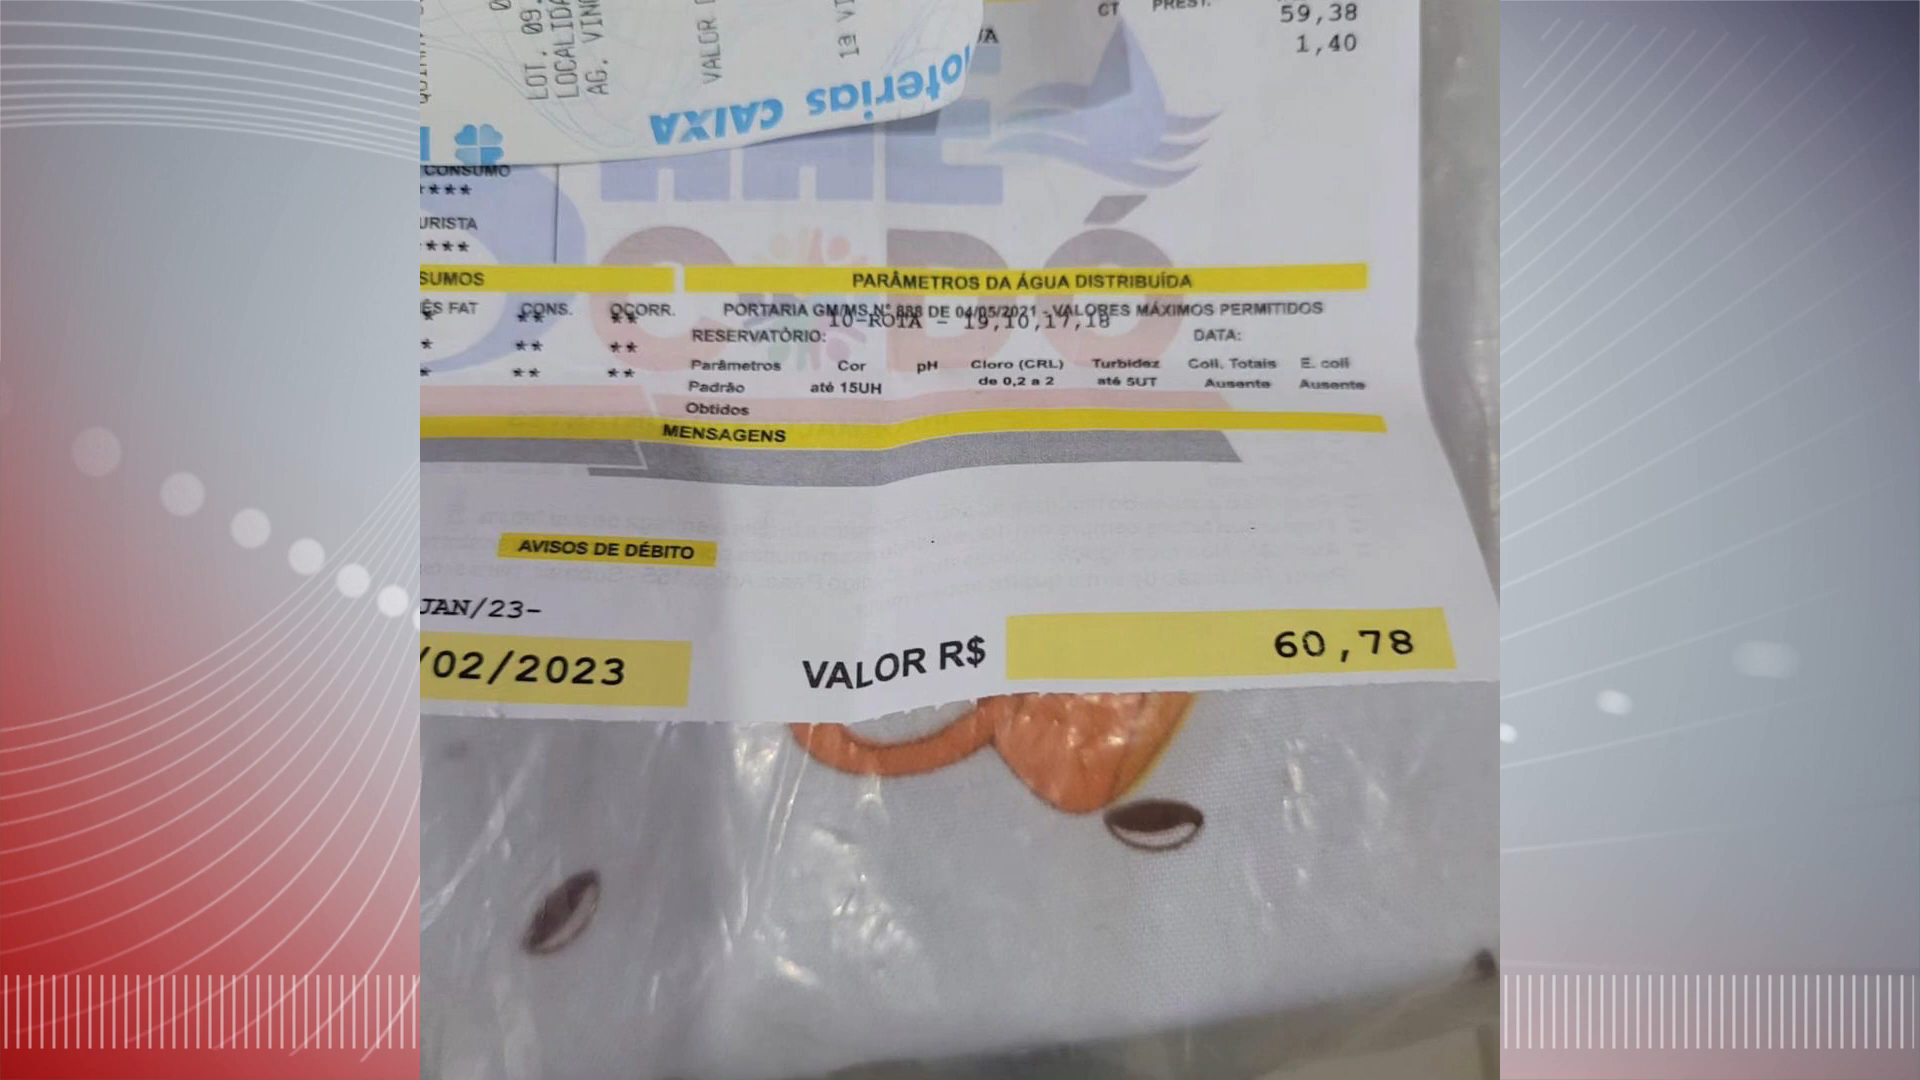 LOT. 09.
LOCALIDA
AG. VINO
VALOR
1ª VI
loterias CAIXA
CT PREST.
59,38
1,40
CONSUMO
****
URISTA
****
SUMOS
PARÂMETROS DA ÁGUA DISTRIBUÍDA
ÊS FAT CONS. OCORR.
PORTARIA GM/MS Nº 888 DE 04/05/2021 - VALORES MÁXIMOS PERMITIDOS
10-ROTA - 19,10,17,18
RESERVATÓRIO: DATA:
* ** **
* ** **
* ** **
Parâmetros Cor pH Cloro (CRL) Turbidez Coli. Totais E. coli
Padrão até 15UH de 0,2 a 2 até 5UT Ausente Ausente
Obtidos
MENSAGENS
AVISOS DE DÉBITO
JAN/23-
/02/2023
VALOR R$ 60,78